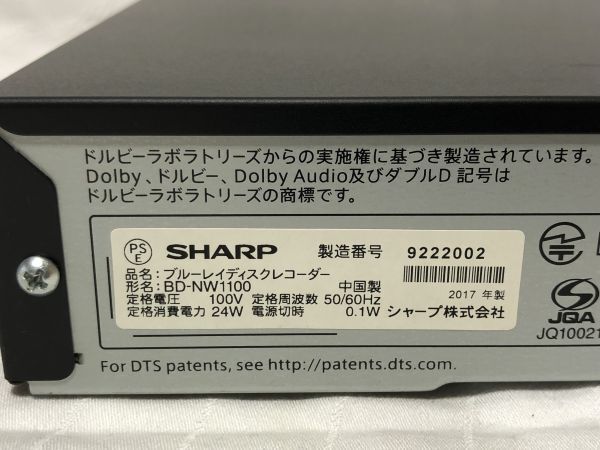 ドルビーラボラトリーズからの実施権に基づき製造されています。
Dolby、ドルビー、Dolby Audio及びダブルD 記号は
ドルビーラボラトリーズの商標です。
PS
E
SHARP 製造番号 9222002
品名: ブルーレイディスクレコーダー
形名: BD-NW1100 中国製
2017 年製
定格電圧 100V 定格周波数 50/60Hz
定格消費電力 24W 電源切時 0.1W シャープ株式会社
JQA
JQ10021
For DTS patents, see http://patents.dts.com.